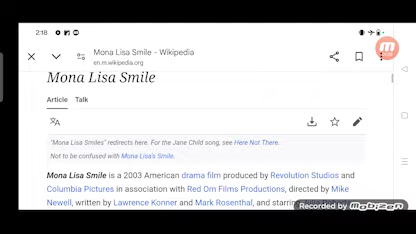 2:18
Mona Lisa Smile - Wikipedia
en.m.wikipedia.org
Mona Lisa Smile
Article Talk
"Mona Lisa Smiles" redirects here. For the Jane Child song, see Here Not There.
Not to be confused with Mona Lisa's Smile.
Mona Lisa Smile is a 2003 American drama film produced by Revolution Studios and
Columbia Pictures in association with Red Om Films Productions, directed by Mike
Newell, written by Lawrence Konner and Mark Rosenthal, and starring
Recorded by Mobizen